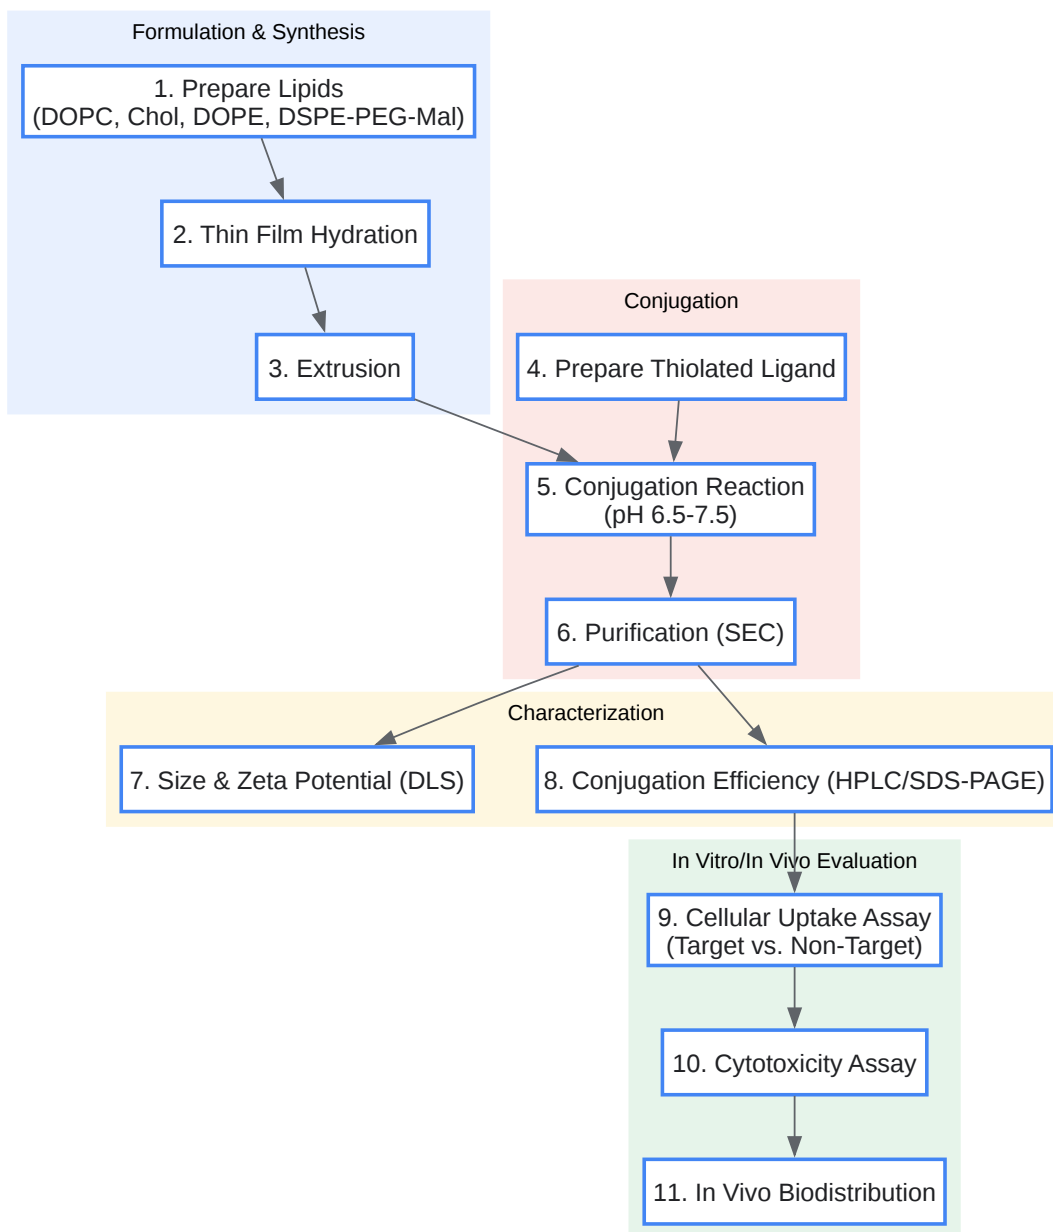 Formulation & Synthesis
1. Prepare Lipids
(DOPC, Chol, DOPE, DSPE-PEG-Mal)
2. Thin Film Hydration
3. Extrusion
Conjugation
4. Prepare Thiolated Ligand
5. Conjugation Reaction
(pH 6.5-7.5)
6. Purification (SEC)
Characterization
7. Size & Zeta Potential (DLS)
8. Conjugation Efficiency (HPLC/SDS-PAGE)
In Vitro/In Vivo Evaluation
9. Cellular Uptake Assay
(Target vs. Non-Target)
10. Cytotoxicity Assay
11. In Vivo Biodistribution